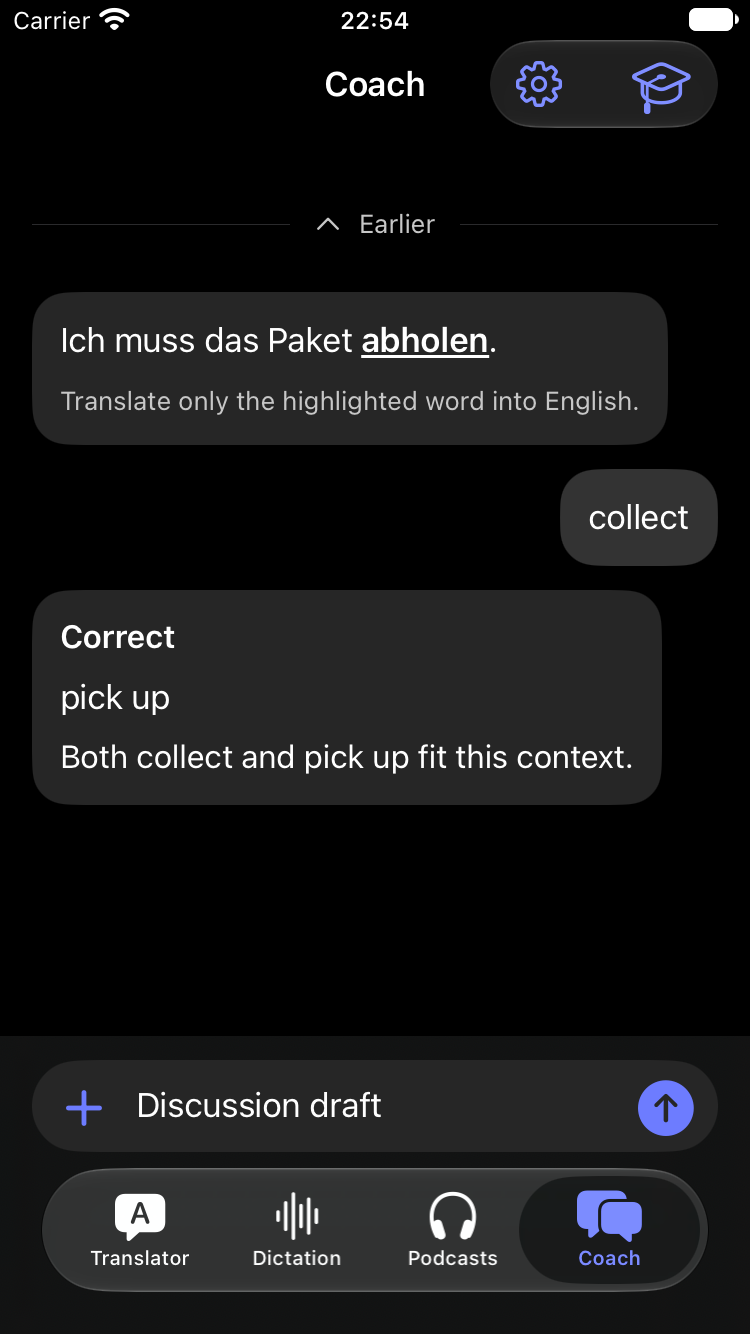 Carrier 22:54
Coach
Earlier
Ich muss das Paket abholen.
Translate only the highlighted word into English.
collect
Correct
pick up
Both collect and pick up fit this context.
Discussion draft
A
Translator Dictation Podcasts Coach